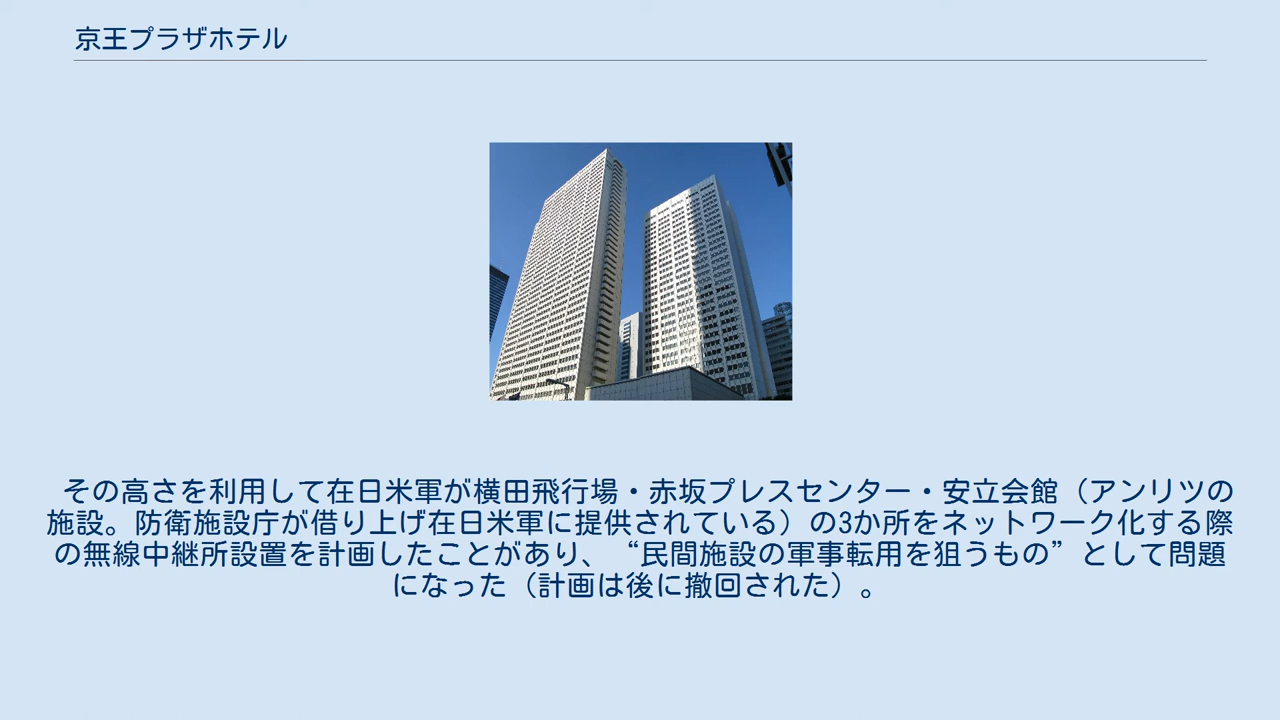 京王プラザホテル
その高さを利用して在日米軍が横田飛行場・赤坂プレスセンター・安立会館（アンリツの
施設。防衛施設庁が借り上げ在日米軍に提供されている）の3か所をネットワーク化する際
の無線中継所設置を計画したことがあり、“民間施設の軍事転用を狙うもの”として問題
になった（計画は後に撤回された）。